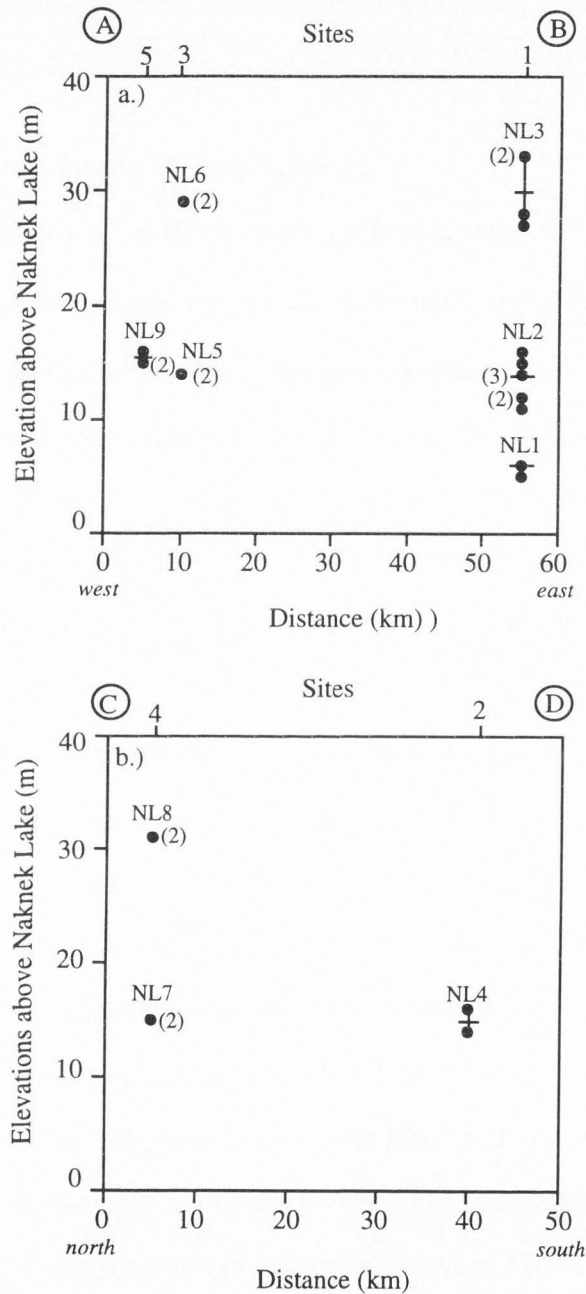 A B
Sites
5 3 1
a.)
Elevation above Naknek Lake (m)
40
30
20
10
0
NL3
(2)
NL6
(2)
NL9
(2)
NL5
(2)
NL2
(3)
(2)
NL1
0 10 20 30 40 50 60
west east
Distance (km) )
Sites
C D
4 2
b.)
Elevations above Naknek Lake (m)
40
30
20
10
0
NL8
(2)
NL7
(2)
NL4
0 10 20 30 40 50
north south
Distance (km)